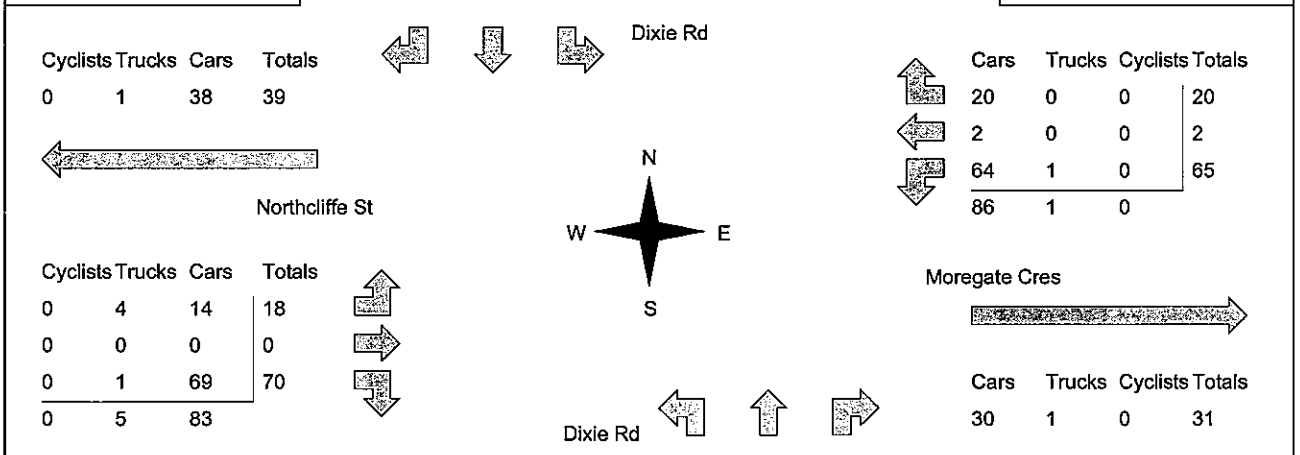 Dixie Rd
Cyclists Trucks Cars Totals
0 1 38 39
Northcliffe St
Cyclists Trucks Cars Totals
0 4 14 18
0 0 0 0
0 1 69 70
0 5 83
N
W E
S
Dixie Rd
Cars Trucks Cyclists Totals
20 0 0 20
2 0 0 2
64 1 0 65
86 1 0
Moregate Cres
Cars Trucks Cyclists Totals
30 1 0 31